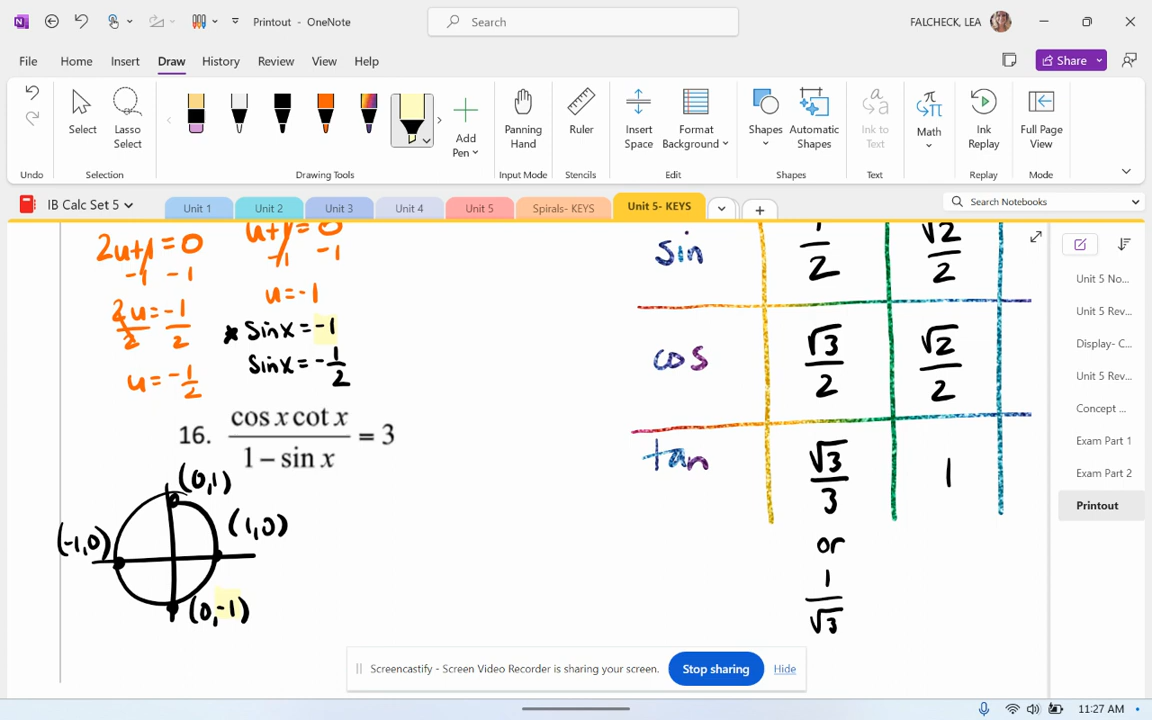 Printout - OneNote
Search
FALCHECK, LEA
File Home Insert Draw History Review View Help
Share
Select
Lasso Select
Add Pen
Panning Hand
Ruler
Insert Space
Format Background
Shapes
Automatic Shapes
Ink to Text
Math
Ink Replay
Full Page View
Undo
Selection
Drawing Tools
Input Mode
Stencils
Edit
Shapes
Text
Replay
Mode
IB Calc Set 5
Unit 1
Unit 2
Unit 3
Unit 4
Unit 5
Spirals- KEYS
Unit 5- KEYS
Search Notebooks
2u+1=0
-1 -1
2u = -1
2 2
u = -1/2
u+1 = 0
-1 -1
u = -1
* sinx = -1
sinx = -1/2
16. cos x cot x / 1 – sin x = 3
(0,1)
(1,0)
(-1,0)
(0,-1)
sin 1/2 √2/2
cos √3/2 √2/2
tan √3/3 1
or
1/√3
Unit 5 No...
Unit 5 Rev...
Display- C...
Unit 5 Rev...
Concept ...
Exam Part 1
Exam Part 2
Printout
Screencastify - Screen Video Recorder is sharing your screen.
Stop sharing
Hide
11:27 AM